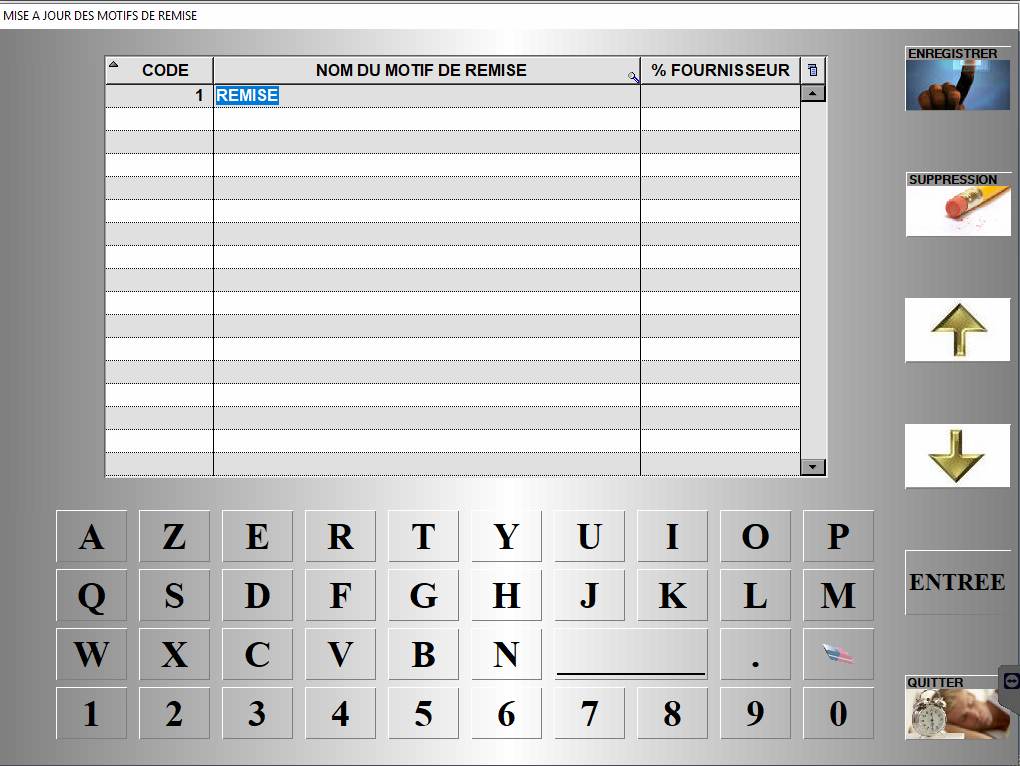 MISE A JOUR DES MOTIFS DE REMISE
CODE NOM DU MOTIF DE REMISE % FOURNISSEUR
1 REMISE
ENREGISTRER
SUPPRESSION
ENTREE
QUITTER
A Z E R T Y U I O P
Q S D F G H J K L M
W X C V B N .
1 2 3 4 5 6 7 8 9 0